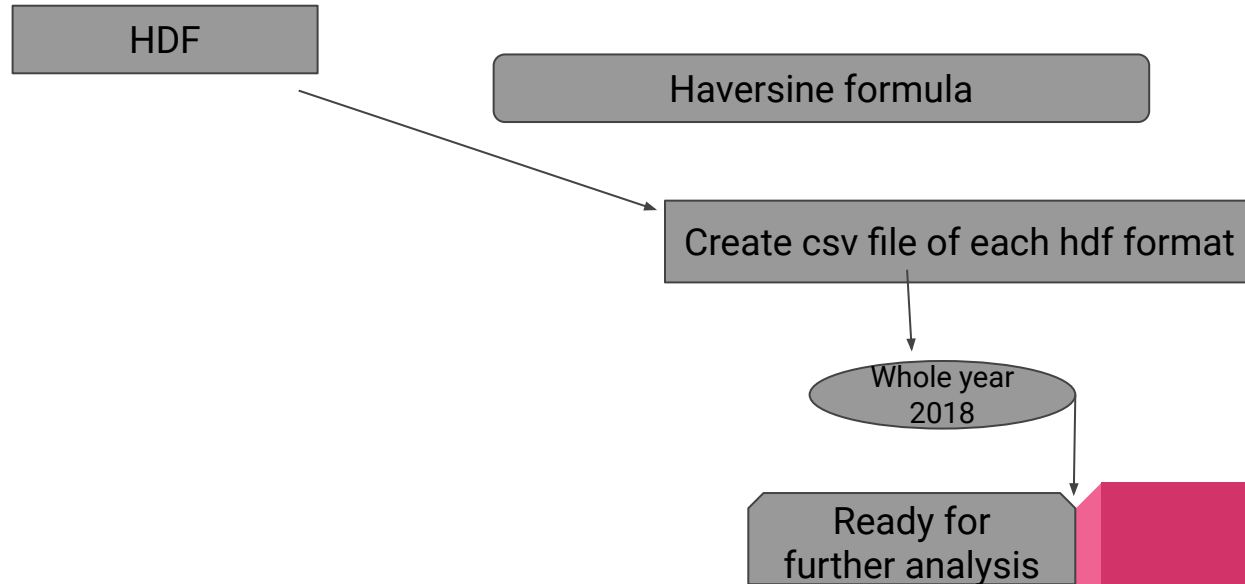 HDF
Haversine formula
Create csv file of each hdf format
Whole year
2018
Ready for
further analysis